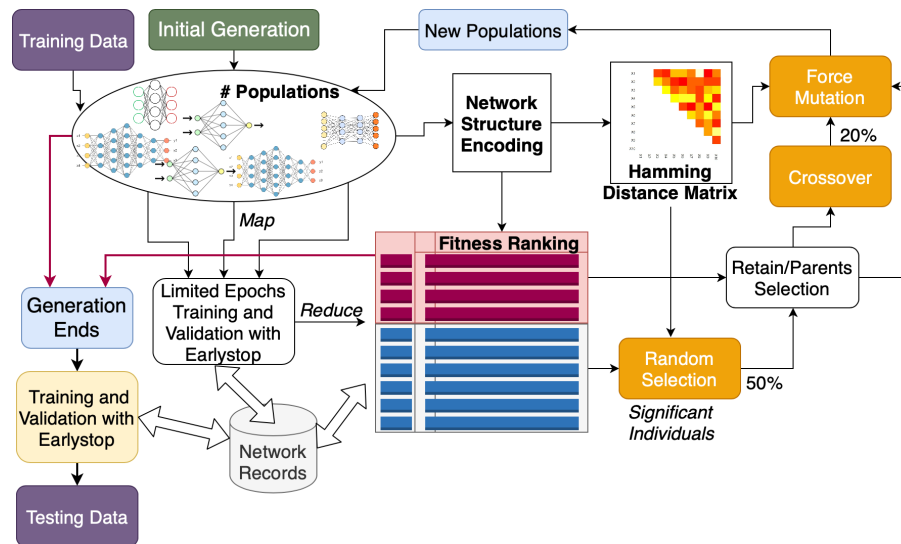 Training Data
Initial Generation
New Populations
# Populations
Network
Structure
Encoding
Hamming
Distance Matrix
Force
Mutation
20%
Crossover
Map
Fitness Ranking
Retain/Parents
Selection
Generation
Ends
Limited Epochs
Training and
Validation with
Earlystop
Reduce
Random
Selection
50%
Significant
Individuals
Training and
Validation with
Earlystop
Network
Records
Testing Data